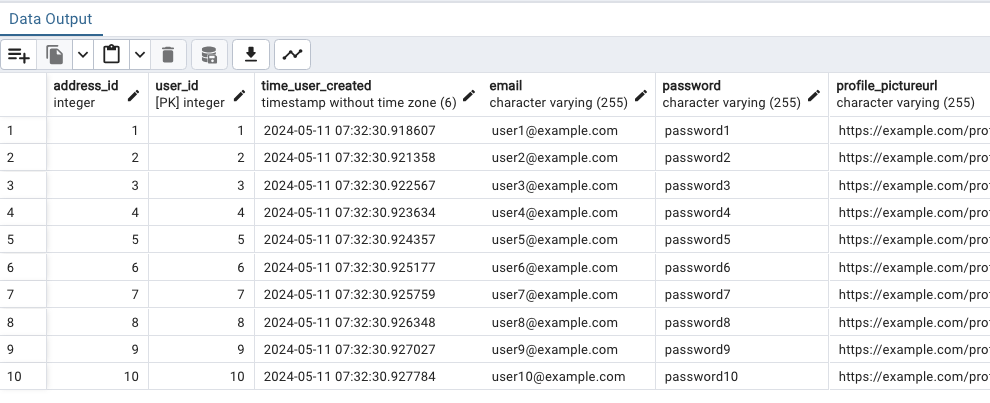 Data Output
address_id user_id time_user_created email password profile_pictureurl
integer [PK] integer timestamp without time zone (6) character varying (255) character varying (255) character varying (255)
1 1 1 2024-05-11 07:32:30.918607 user1@example.com password1 https://example.com/pro
2 2 2 2024-05-11 07:32:30.921358 user2@example.com password2 https://example.com/pro
3 3 3 2024-05-11 07:32:30.922567 user3@example.com password3 https://example.com/pro
4 4 4 2024-05-11 07:32:30.923634 user4@example.com password4 https://example.com/pro
5 5 5 2024-05-11 07:32:30.924357 user5@example.com password5 https://example.com/pro
6 6 6 2024-05-11 07:32:30.925177 user6@example.com password6 https://example.com/pro
7 7 7 2024-05-11 07:32:30.925759 user7@example.com password7 https://example.com/pro
8 8 8 2024-05-11 07:32:30.926348 user8@example.com password8 https://example.com/pro
9 9 9 2024-05-11 07:32:30.927027 user9@example.com password9 https://example.com/pro
10 10 10 2024-05-11 07:32:30.927784 user10@example.com password10 https://example.com/pro